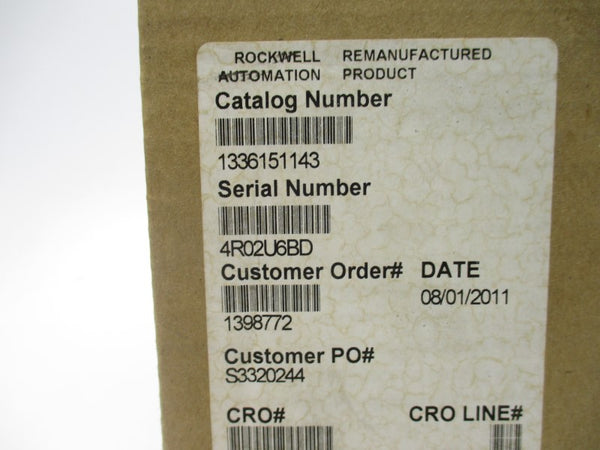 ROCKWELL REMANUFACTURED
AUTOMATION PRODUCT
Catalog Number
1336151143
Serial Number
4R02U6BD
Customer Order# DATE
1398772 08/01/2011
Customer PO#
S3320244
CRO# CRO LINE#